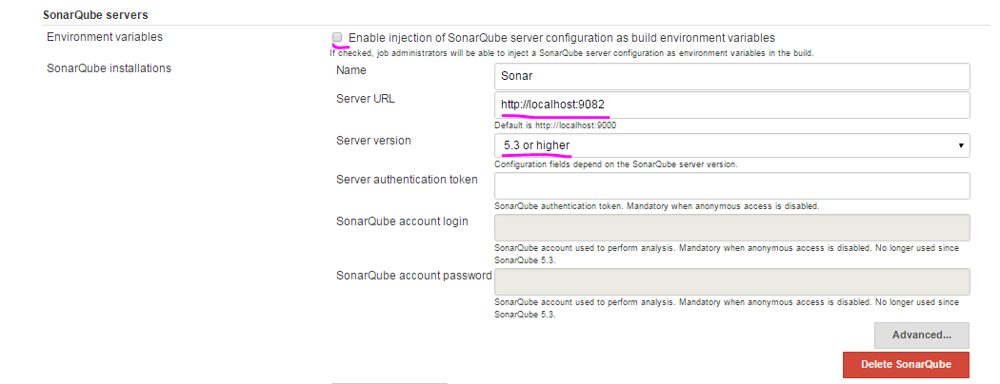 SonarQube servers
Environment variables
Enable injection of SonarQube server configuration as build environment variables
If checked, job administrators will be able to inject a SonarQube server configuration as environment variables in the build.
SonarQube installations
Name
Sonar
Server URL
http://localhost:9082
Default is http://localhost:9000
Server version
5.3 or higher
Configuration fields depend on the SonarQube server version.
Server authentication token
SonarQube authentication token. Mandatory when anonymous access is disabled.
SonarQube account login
SonarQube account used to perform analysis. Mandatory when anonymous access is disabled. No longer used since
SonarQube 5.3.
SonarQube account password
SonarQube account used to perform analysis. Mandatory when anonymous access is disabled. No longer used since
SonarQube 5.3.
Advanced...
Delete SonarQube